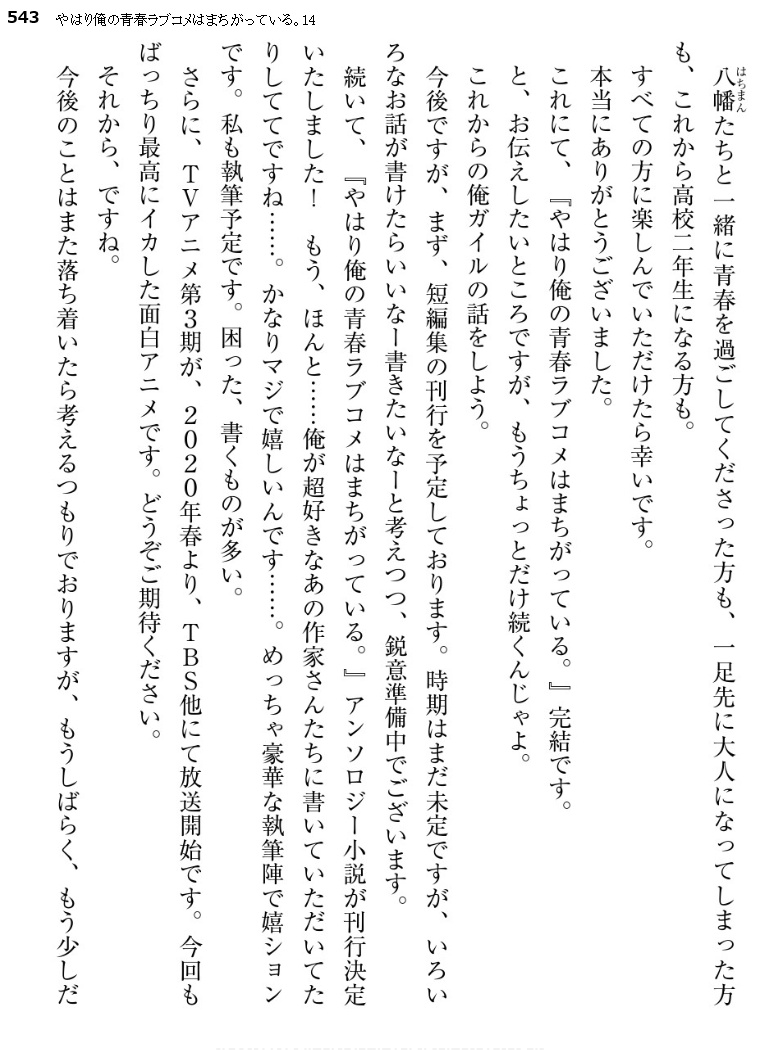 543 やはり俺の青春ラブコメはまちがっている。14
はちまん
八幡たちと一緒に青春を過ごしてくださった方も、一足先に大人になってしまった方
も、これから高校二年生になる方も。
すべての方に楽しんでいただけたら幸いです。
本当にありがとうございました。
これにて、『やはり俺の青春ラブコメはまちがっている。』完結です。
と、お伝えしたいところですが、もうちょっとだけ続くんじゃよ。
これからの俺ガイルの話をしよう。
今後ですが、まず、短編集の刊行を予定しております。時期はまだ未定ですが、いろい
ろなお話が書けたらいいなー書きたいなーと考えつつ、鋭意準備中でございます。
続いて、『やはり俺の青春ラブコメはまちがっている。』アンソロジー小説が刊行決定
いたしました! もう、ほんと……俺が超好きなあの作家さんたちに書いていただいてた
りしててですね……。かなりマジで嬉しいんです……。めっちゃ豪華な執筆陣で嬉ション
です。私も執筆予定です。困った、書くものが多い。
さらに、TVアニメ第3期が、2020年春より、TBS他にて放送開始です。今回も
ばっちり最高にイカした面白アニメです。どうぞご期待ください。
それから、ですね。
今後のことはまた落ち着いたら考えるつもりでおりますが、もうしばらく、もう少しだ